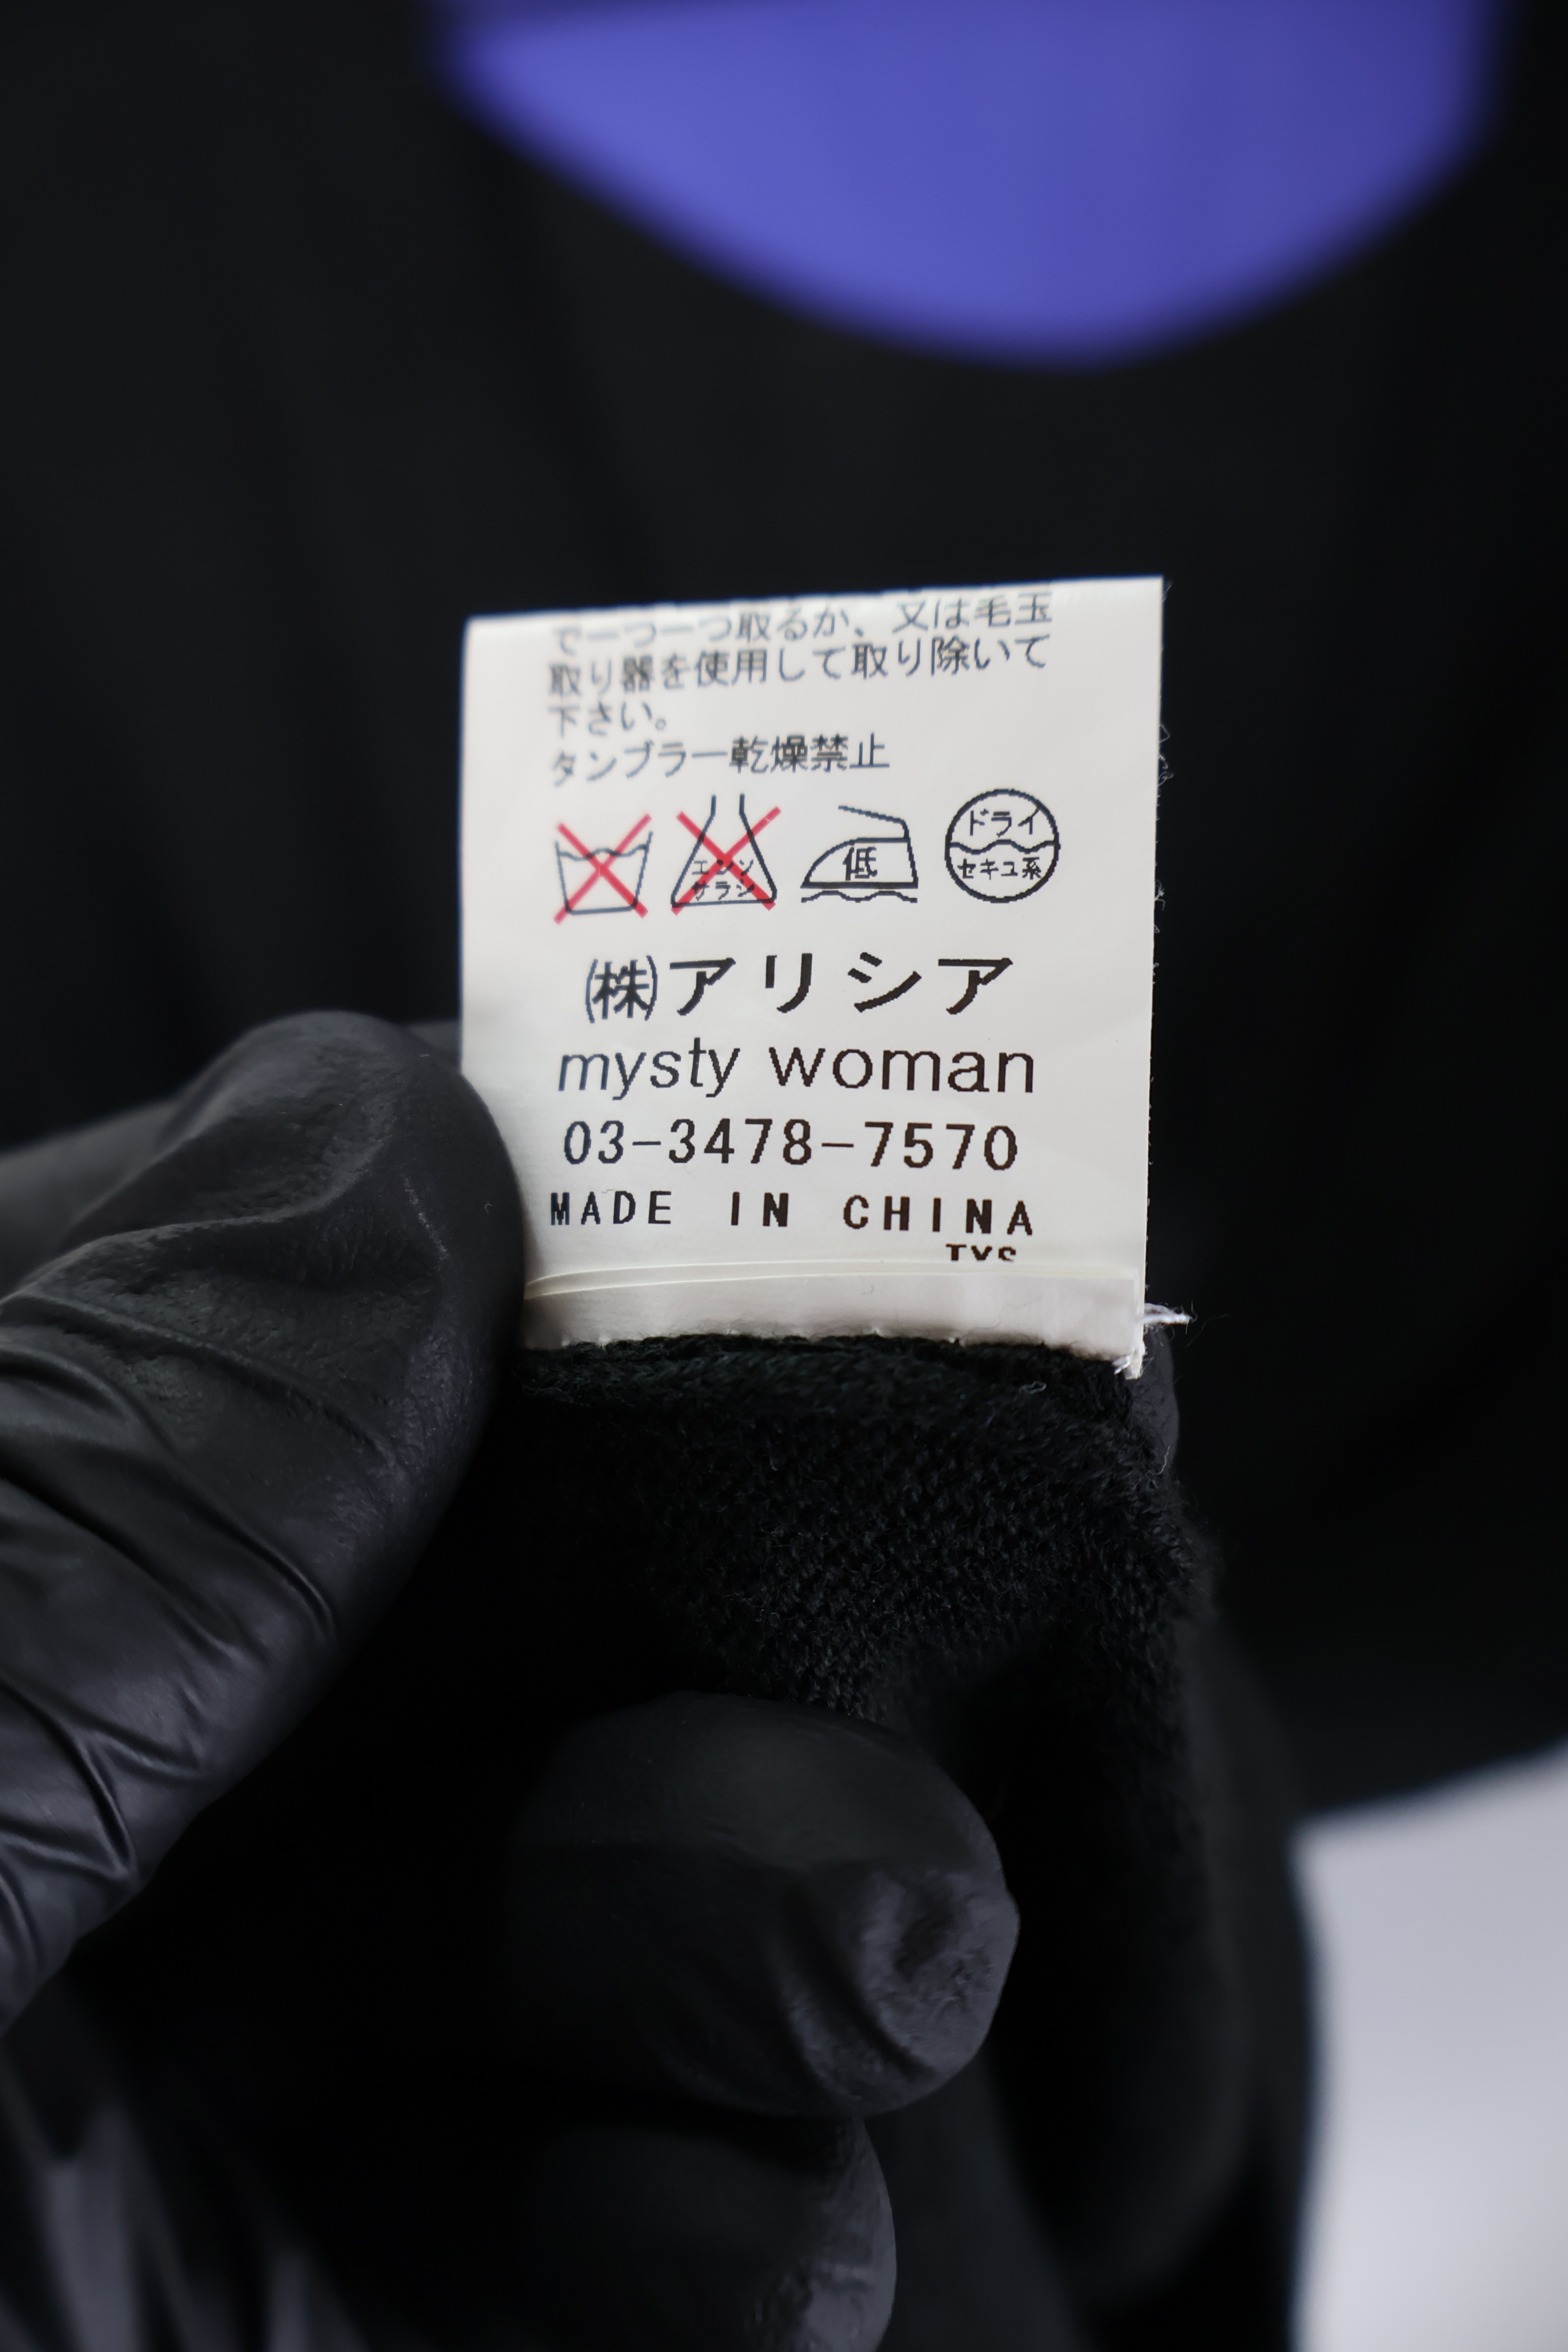 で一つ一つ取るか、又は毛玉
取り器を使用して取り除いて
下さい。
タンブラー乾燥禁止
エンソ
サラシ
低
ドライ
セキユ系
㈱アリシア
mysty woman
03-3478-7570
MADE IN CHINA